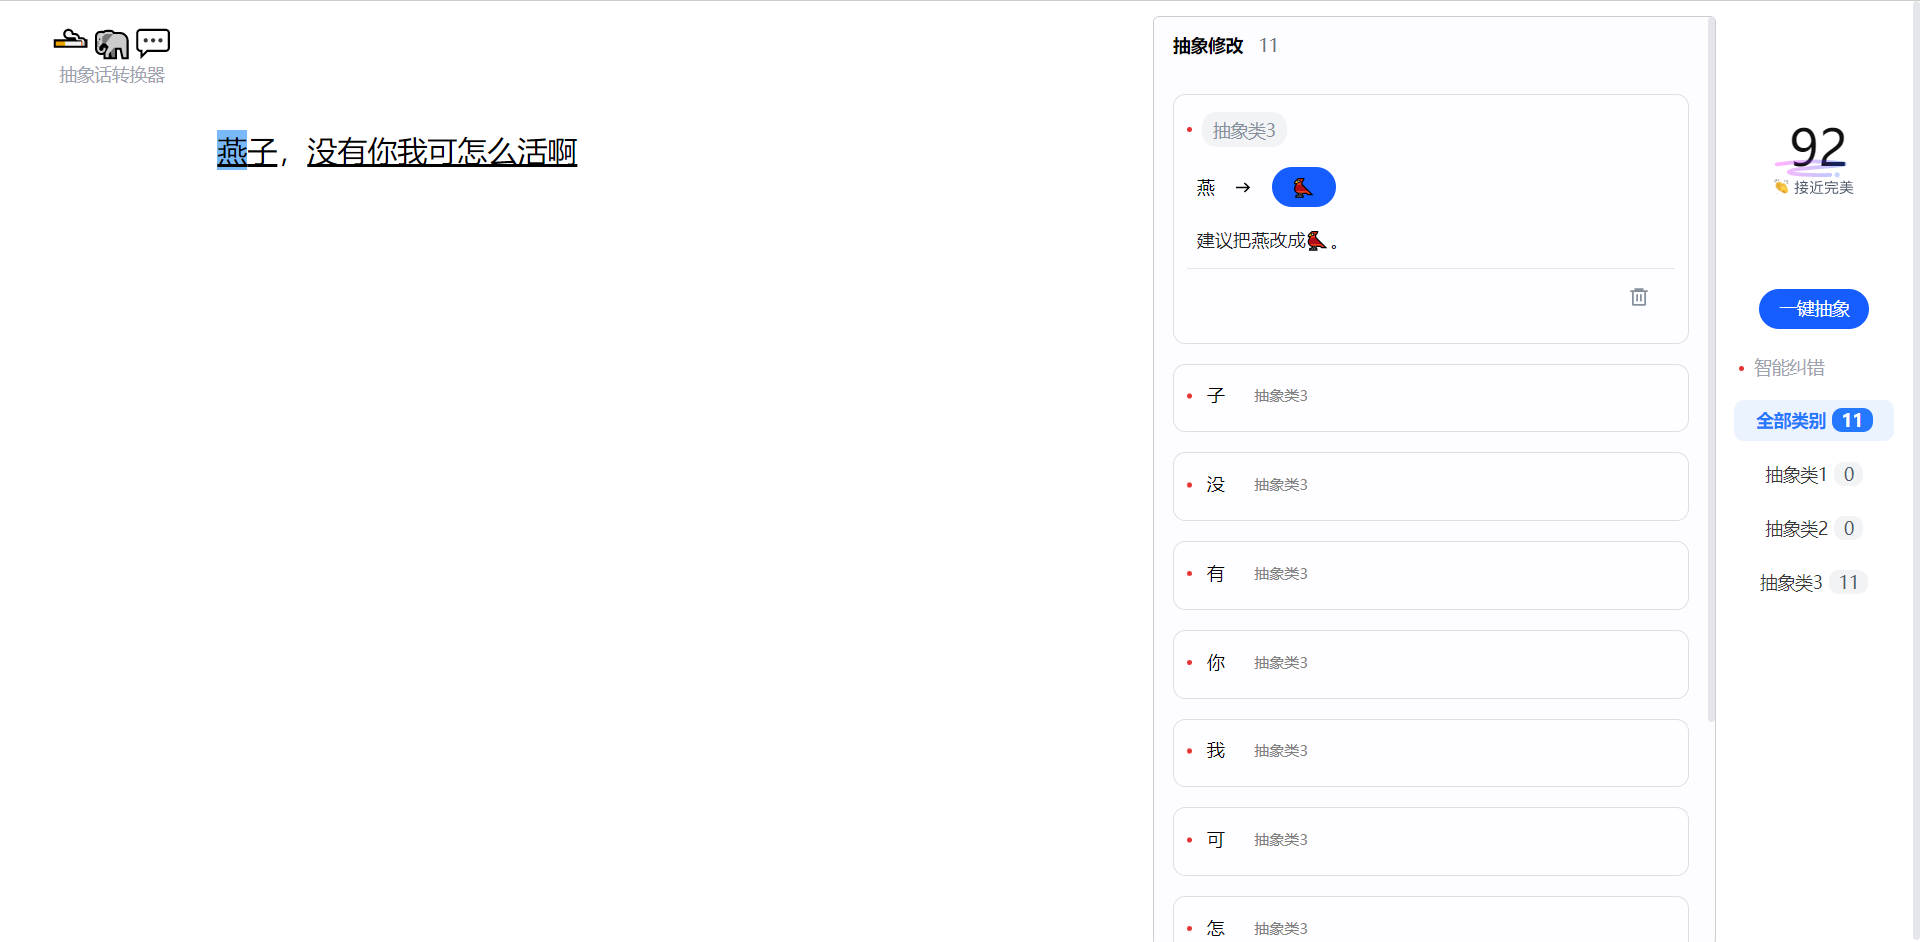 抽象话转换器
燕子，没有你我可怎么活啊
抽象修改 11
抽象类3
燕 →
建议把燕改成。
子 抽象类3
没 抽象类3
有 抽象类3
你 抽象类3
我 抽象类3
可 抽象类3
怎 抽象类3
92
接近完美
一键抽象
智能纠错
全部类别 11
抽象类1 0
抽象类2 0
抽象类3 11